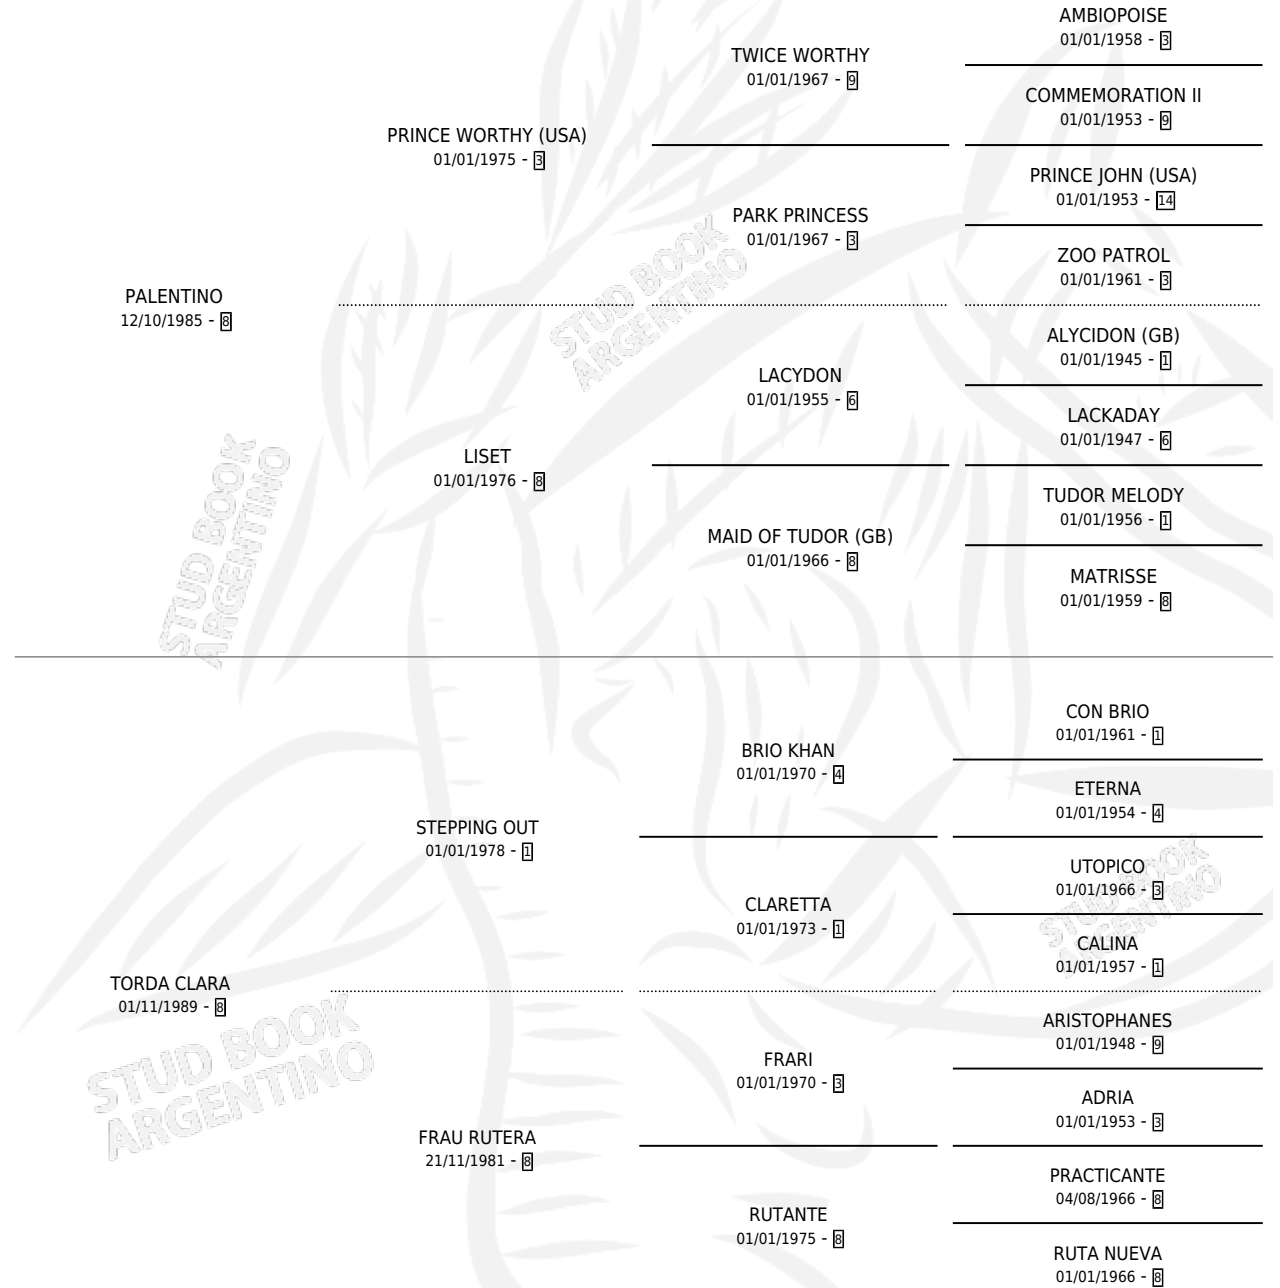 AMBIOPOISE
01/01/1958 - 3
TWICE WORTHY
01/01/1967 - 9
COMMEMORATION II
01/01/1953 - 9
PRINCE WORTHY (USA)
01/01/1975 - 3
PRINCE JOHN (USA)
01/01/1953 - 14
PARK PRINCESS
01/01/1967 - 3
ZOO PATROL
01/01/1961 - 3
PALENTINO
12/10/1985 - 8
STUD BOOK
ARGENTINO
ALYCIDON (GB)
01/01/1945 - 1
LACYDON
01/01/1955 - 6
LACKADAY
01/01/1947 - 6
LISET
01/01/1976 - 8
TUDOR MELODY
01/01/1956 - 1
MAID OF TUDOR (GB)
01/01/1966 - 8
MATRISSE
01/01/1959 - 8
STUD BOOK
ARGENTINO
CON BRIO
01/01/1961 - 1
BRIO KHAN
01/01/1970 - 4
ETERNA
01/01/1954 - 4
STEPPING OUT
01/01/1978 - 1
UTOPICO
01/01/1966 - 3
CLARETTA
01/01/1973 - 1
CALINA
01/01/1957 - 1
STUD BOOK
ARGENTINO
TORDA CLARA
01/11/1989 - 8
STUD BOOK
ARGENTINO
ARISTOPHANES
01/01/1948 - 9
FRARI
01/01/1970 - 3
ADRIA
01/01/1953 - 3
FRAU RUTERA
21/11/1981 - 8
PRACTICANTE
04/08/1966 - 8
RUTANTE
01/01/1975 - 8
RUTA NUEVA
01/01/1966 - 8